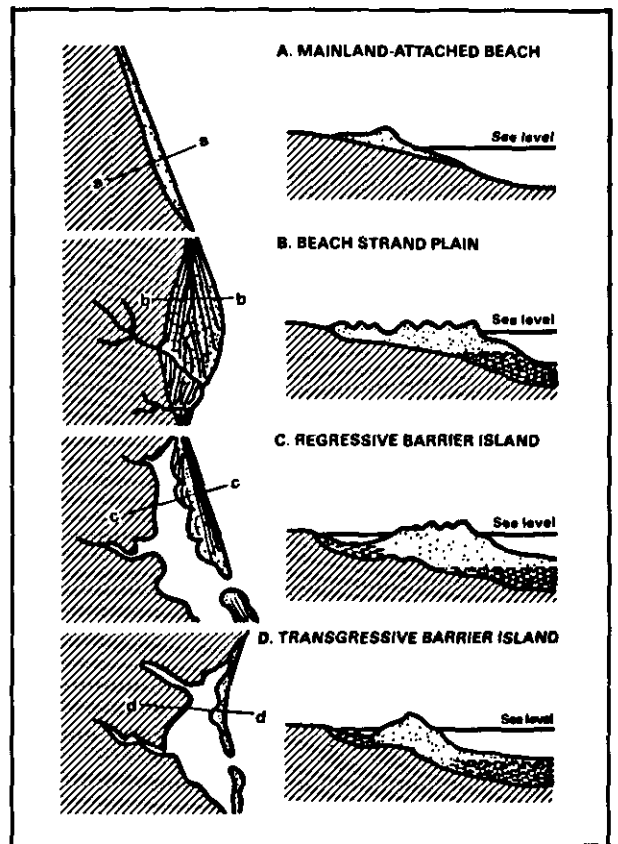 A. MAINLAND-ATTACHED BEACH
Sea level
a
a
B. BEACH STRAND PLAIN
b
b
Sea level
C. REGRESSIVE BARRIER ISLAND
c
c
Sea level
D. TRANSGRESSIVE BARRIER ISLAND
d
d
Sea level